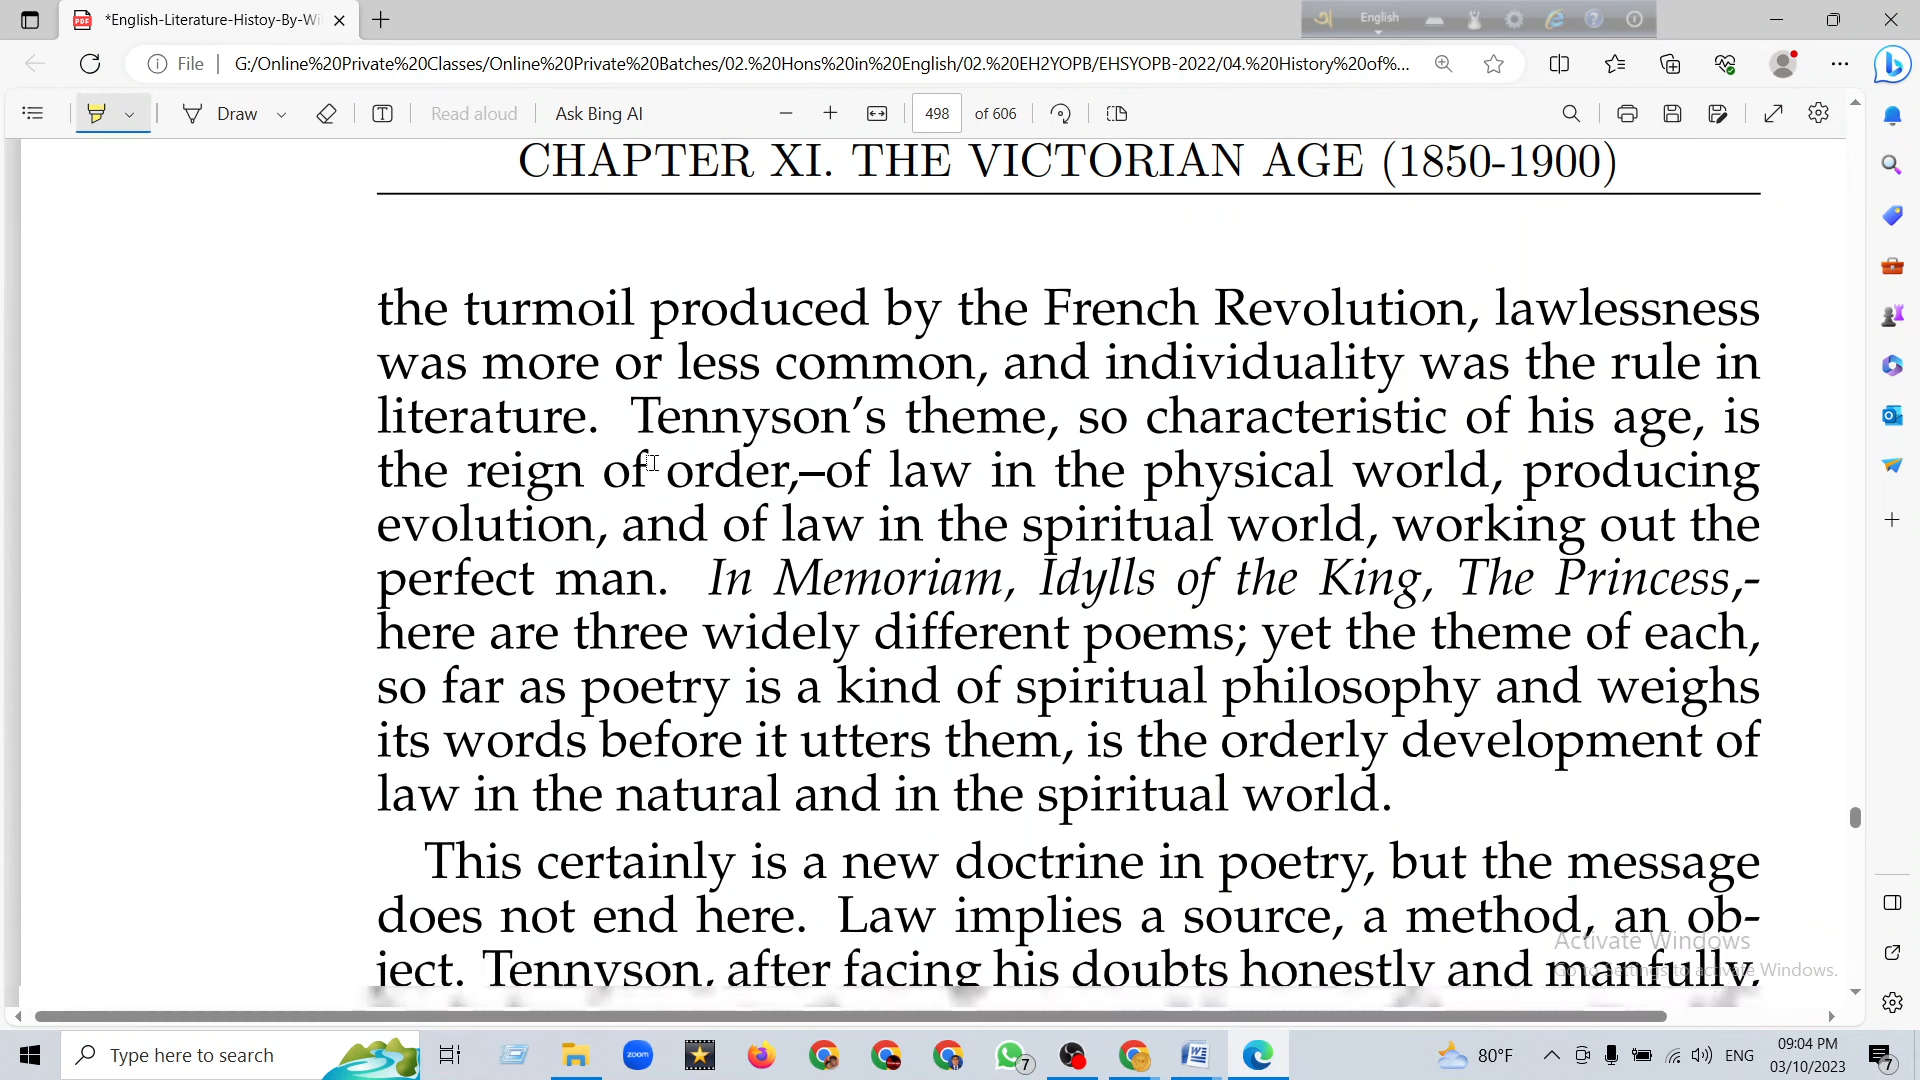 *English-Literature-Histoy-By-Wi
English
File
G:/Online%20Private%20Classes/Online%20Private%20Batches/02.%20Hons%20in%20English/02.%20EH2YOPB/EHSYOPB-2022/04.%20History%20of%...
Draw
Read aloud
Ask Bing AI
498 of 606
CHAPTER XI. THE VICTORIAN AGE (1850-1900)
the turmoil produced by the French Revolution, lawlessness
was more or less common, and individuality was the rule in
literature. Tennyson's theme, so characteristic of his age, is
the reign of order,–of law in the physical world, producing
evolution, and of law in the spiritual world, working out the
perfect man. In Memoriam, Idylls of the King, The Princess,-
here are three widely different poems; yet the theme of each,
so far as poetry is a kind of spiritual philosophy and weighs
its words before it utters them, is the orderly development of
law in the natural and in the spiritual world.
This certainly is a new doctrine in poetry, but the message
does not end here. Law implies a source, a method, an ob-
ject. Tennyson, after facing his doubts honestly and manfully,
Activate Windows
Go to Settings to activate Windows.
Type here to search
zoom
7
80°F
ENG
09:04 PM
03/10/2023
7